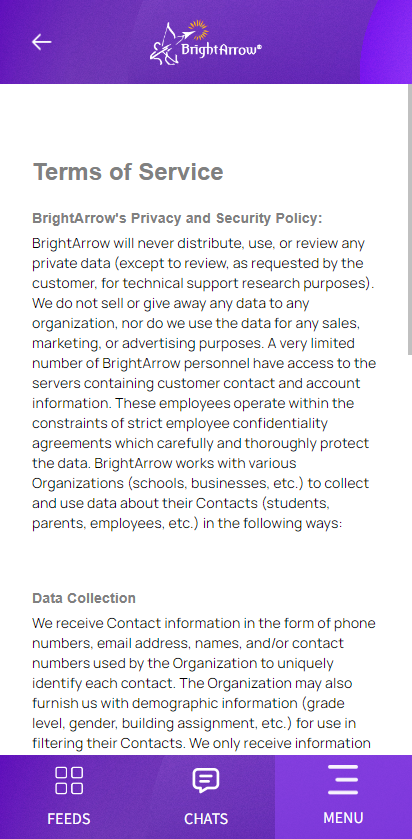 BrightArrow®
Terms of Service
BrightArrow's Privacy and Security Policy:
BrightArrow will never distribute, use, or review any
private data (except to review, as requested by the
customer, for technical support research purposes).
We do not sell or give away any data to any
organization, nor do we use the data for any sales,
marketing, or advertising purposes. A very limited
number of BrightArrow personnel have access to the
servers containing customer contact and account
information. These employees operate within the
constraints of strict employee confidentiality
agreements which carefully and thoroughly protect
the data. BrightArrow works with various
Organizations (schools, businesses, etc.) to collect
and use data about their Contacts (students,
parents, employees, etc.) in the following ways:
Data Collection
We receive Contact information in the form of phone
numbers, email address, names, and/or contact
numbers used by the Organization to uniquely
identify each contact. The Organization may also
furnish us with demographic information (grade
level, gender, building assignment, etc.) for use in
filtering their Contacts. We only receive information
FEEDS
CHATS
MENU